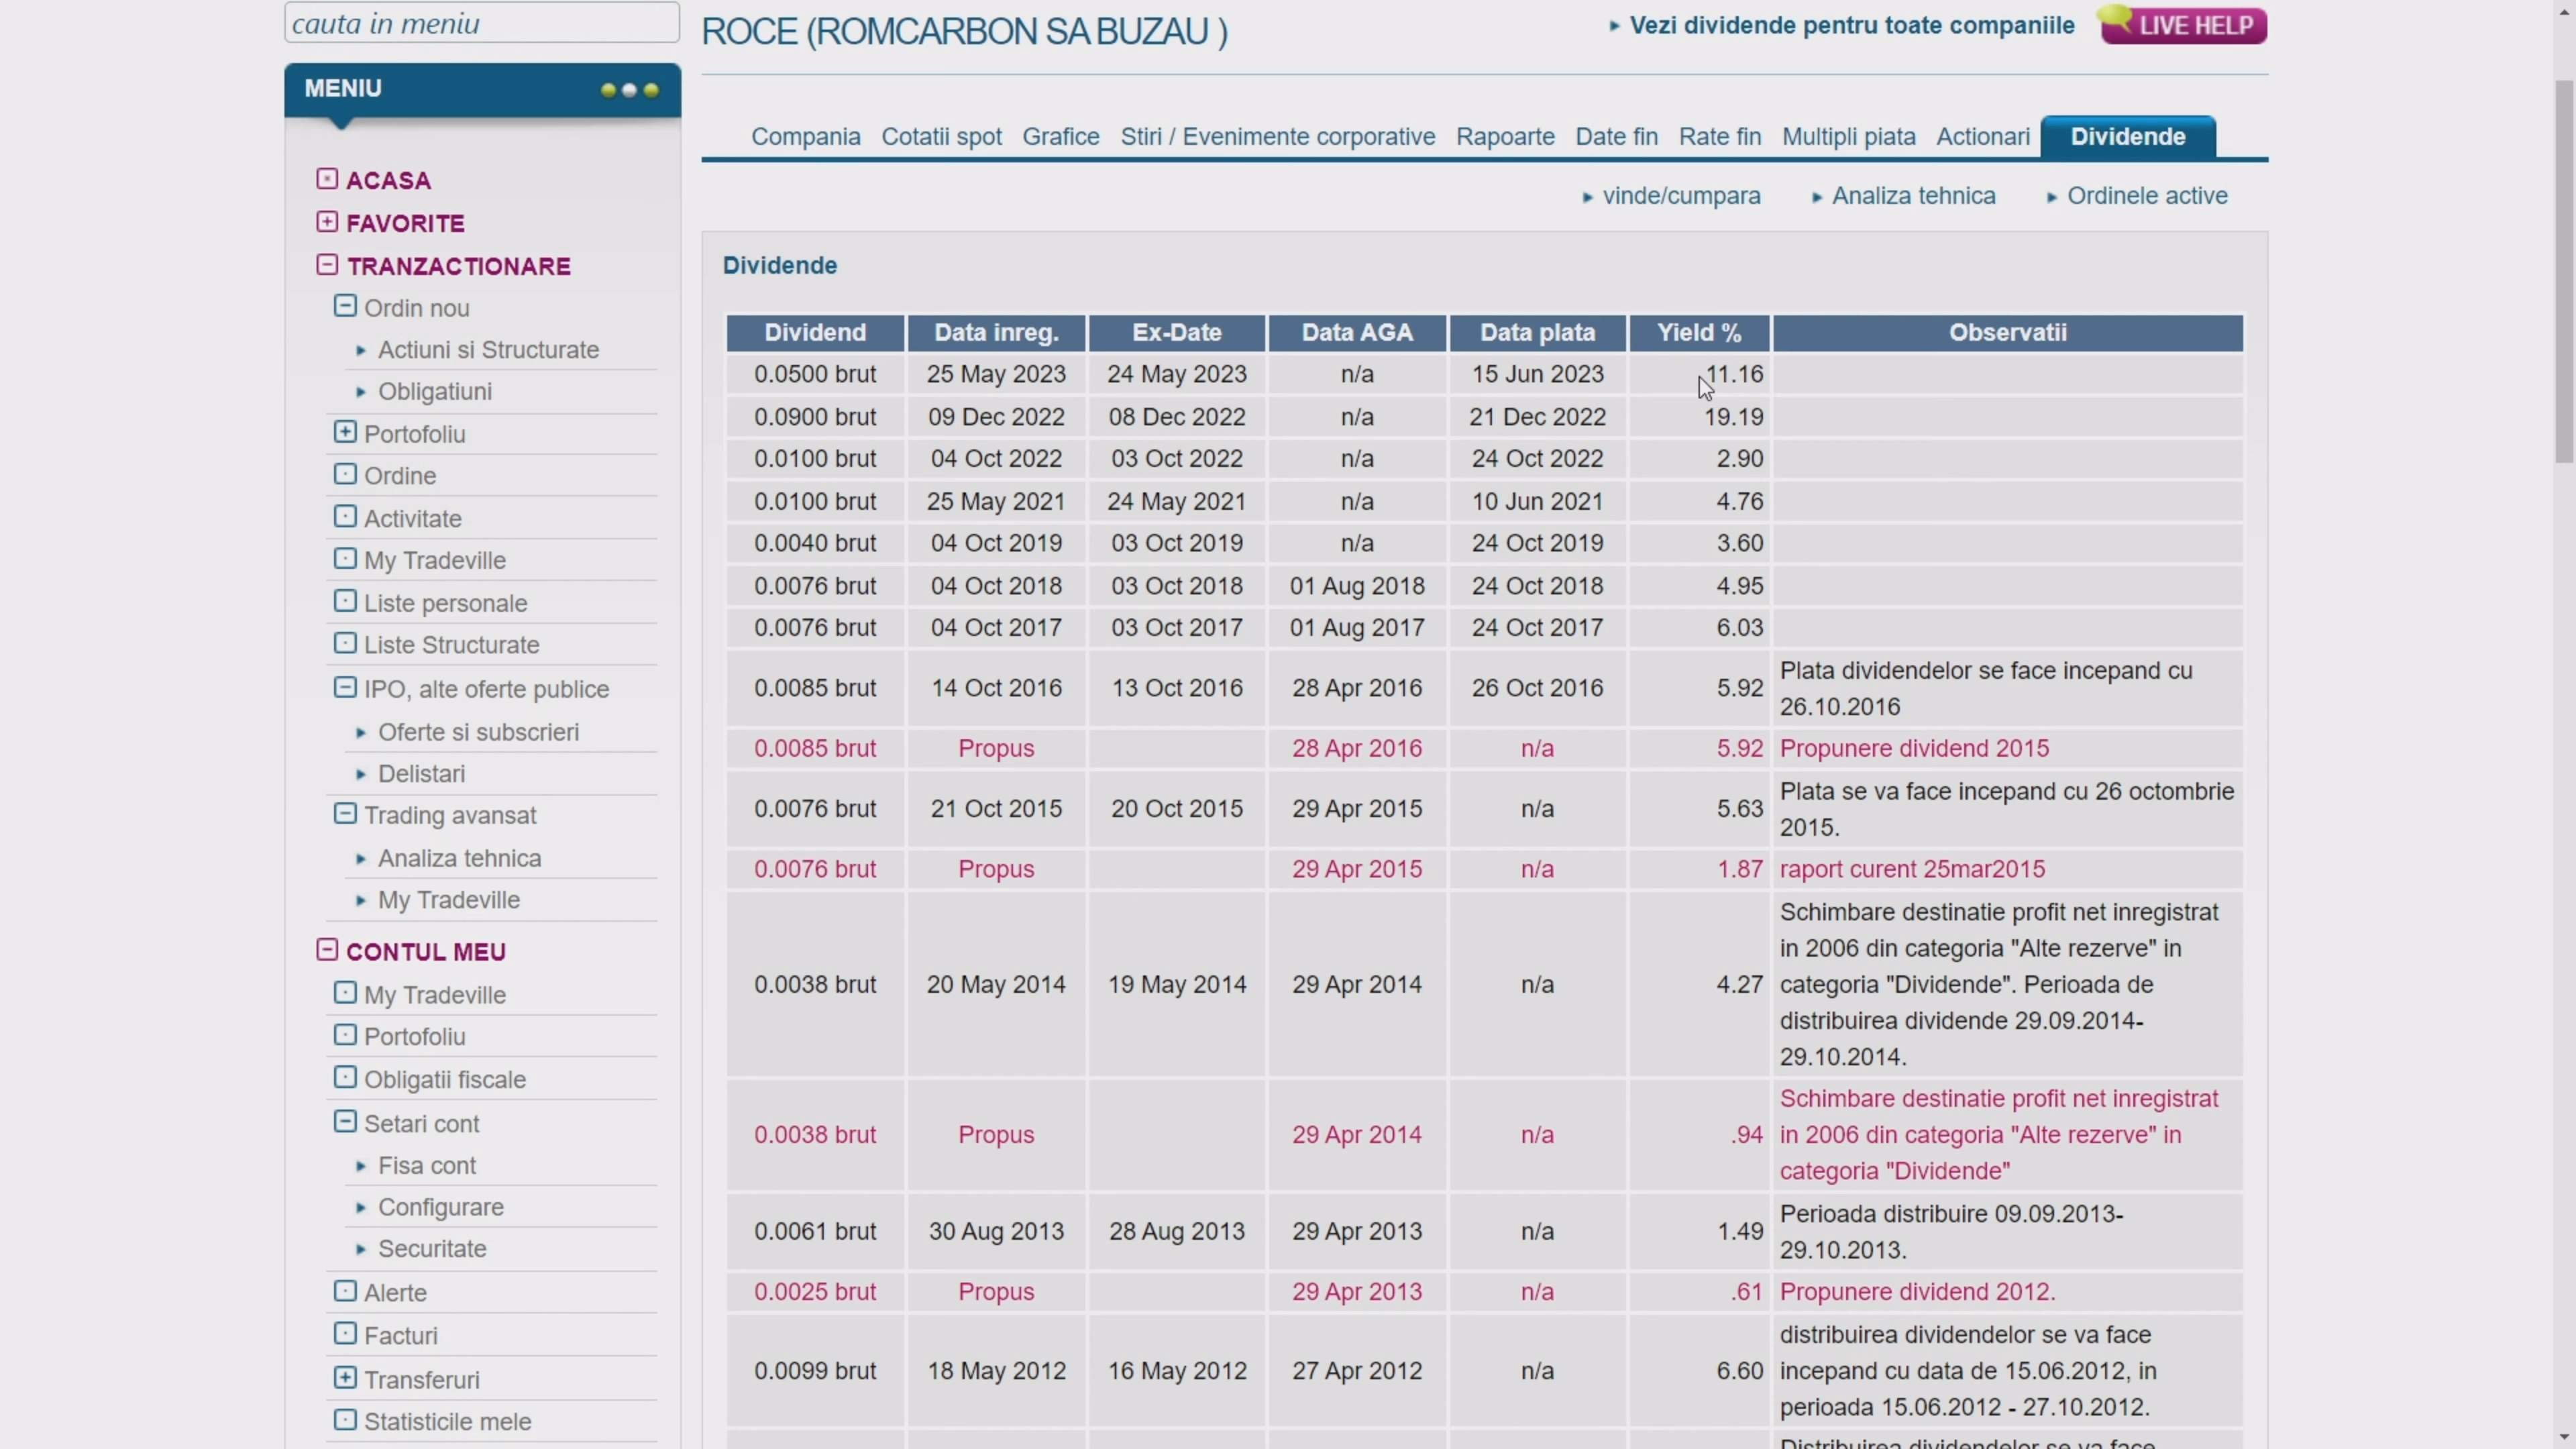 cauta in meniu
ROCE (ROMCARBON SA BUZAU )
Vezi dividende pentru toate companiile
LIVE HELP
MENIU
Compania Cotatii spot Grafice Stiri / Evenimente corporative Rapoarte Date fin Rate fin Multipli piata Actionari Dividende
vinde/cumpara Analiza tehnica Ordinele active
ACASA
FAVORITE
TRANZACTIONARE
Ordin nou
Actiuni si Structurate
Obligatiuni
Portofoliu
Ordine
Activitate
My Tradeville
Liste personale
Liste Structurate
IPO, alte oferte publice
Oferte si subscrieri
Delistari
Trading avansat
Analiza tehnica
My Tradeville
CONTUL MEU
My Tradeville
Portofoliu
Obligatii fiscale
Setari cont
Fisa cont
Configurare
Securitate
Alerte
Facturi
Transferuri
Statisticile mele
Dividende
Dividend Data inreg. Ex-Date Data AGA Data plata Yield % Observatii
0.0500 brut 25 May 2023 24 May 2023 n/a 15 Jun 2023 11.16
0.0900 brut 09 Dec 2022 08 Dec 2022 n/a 21 Dec 2022 19.19
0.0100 brut 04 Oct 2022 03 Oct 2022 n/a 24 Oct 2022 2.90
0.0100 brut 25 May 2021 24 May 2021 n/a 10 Jun 2021 4.76
0.0040 brut 04 Oct 2019 03 Oct 2019 n/a 24 Oct 2019 3.60
0.0076 brut 04 Oct 2018 03 Oct 2018 01 Aug 2018 24 Oct 2018 4.95
0.0076 brut 04 Oct 2017 03 Oct 2017 01 Aug 2017 24 Oct 2017 6.03
0.0085 brut 14 Oct 2016 13 Oct 2016 28 Apr 2016 26 Oct 2016 5.92 Plata dividendelor se face incepand cu
26.10.2016
0.0085 brut Propus 28 Apr 2016 n/a 5.92 Propunere dividend 2015
0.0076 brut 21 Oct 2015 20 Oct 2015 29 Apr 2015 n/a 5.63 Plata se va face incepand cu 26 octombrie
2015.
0.0076 brut Propus 29 Apr 2015 n/a 1.87 raport curent 25mar2015
0.0038 brut 20 May 2014 19 May 2014 29 Apr 2014 n/a 4.27 Schimbare destinatie profit net inregistrat
in 2006 din categoria "Alte rezerve" in
categoria "Dividende". Perioada de
distribuirea dividende 29.09.2014-
29.10.2014.
0.0038 brut Propus 29 Apr 2014 n/a .94 Schimbare destinatie profit net inregistrat
in 2006 din categoria "Alte rezerve" in
categoria "Dividende"
0.0061 brut 30 Aug 2013 28 Aug 2013 29 Apr 2013 n/a 1.49 Perioada distribuire 09.09.2013-
29.10.2013.
0.0025 brut Propus 29 Apr 2013 n/a .61 Propunere dividend 2012.
0.0099 brut 18 May 2012 16 May 2012 27 Apr 2012 n/a 6.60 distribuirea dividendelor se va face
incepand cu data de 15.06.2012, in
perioada 15.06.2012 - 27.10.2012.
Distribuirea dividendelor se va face